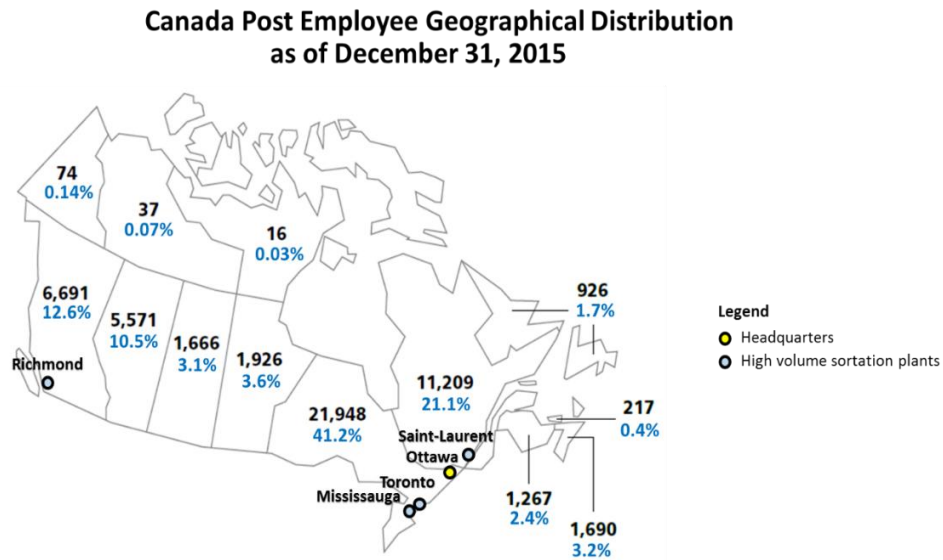 Canada Post Employee Geographical Distribution
as of December 31, 2015
74
0.14%
37
0.07%
16
0.03%
6,691
12.6%
5,571
10.5%
1,666
3.1%
1,926
3.6%
926
1.7%
Legend
Headquarters
High volume sortation plants
Richmond
21,948
41.2%
11,209
21.1%
217
0.4%
Saint-Laurent
Ottawa
Toronto
Mississauga
1,267
2.4%
1,690
3.2%